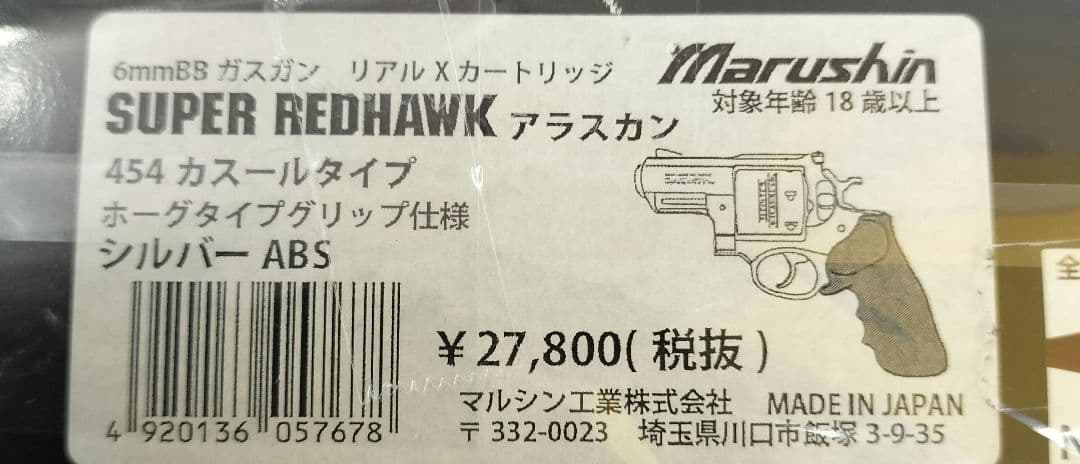 6mmBB ガスガン　リアル X カートリッジ
Marushin
SUPER REDHAWK アラスカン
対象年齢 18 歳以上
454 カスールタイプ
ホーグタイプグリップ仕様
シルバー ABS
¥27,800( 税抜 )
マルシン工業株式会社　MADE IN JAPAN
4 920136 057678
〒 332-0023　埼玉県川口市飯塚 3-9-35
全